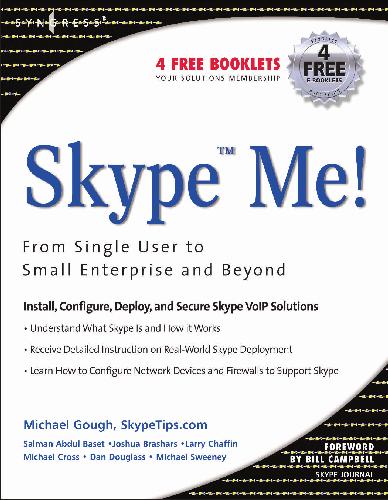 SYNGRESS®
4 FREE BOOKLETS
YOUR SOLUTIONS MEMBERSHIP
4
FREE
E-BOOKLETS
Skype™ Me!
From Single User to
Small Enterprise and Beyond
Install, Configure, Deploy, and Secure Skype VoIP Solutions
• Understand What Skype Is and How it Works
• Receive Detailed Instruction on Real-World Skype Deployment
• Learn How to Configure Network Devices and Firewalls to Support Skype
Michael Gough, SkypeTips.com
Salman Abdul Baset • Joshua Brashars • Larry Chaffin
Michael Cross • Dan Douglass • Michael Sweeney
FOREWORD
BY BILL CAMPBELL
SKYPE JOURNAL